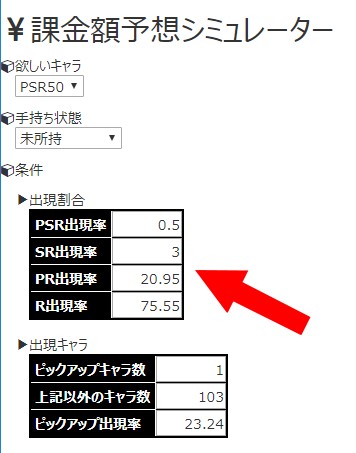 ¥課金額予想シミュレーター
欲しいキャラ
PSR50
手持ち状態
未所持
条件
▶出現割合
PSR出現率 0.5
SR出現率 3
PR出現率 20.95
R出現率 75.55
▶出現キャラ
ピックアップキャラ数 1
上記以外のキャラ数 103
ピックアップ出現率 23.24